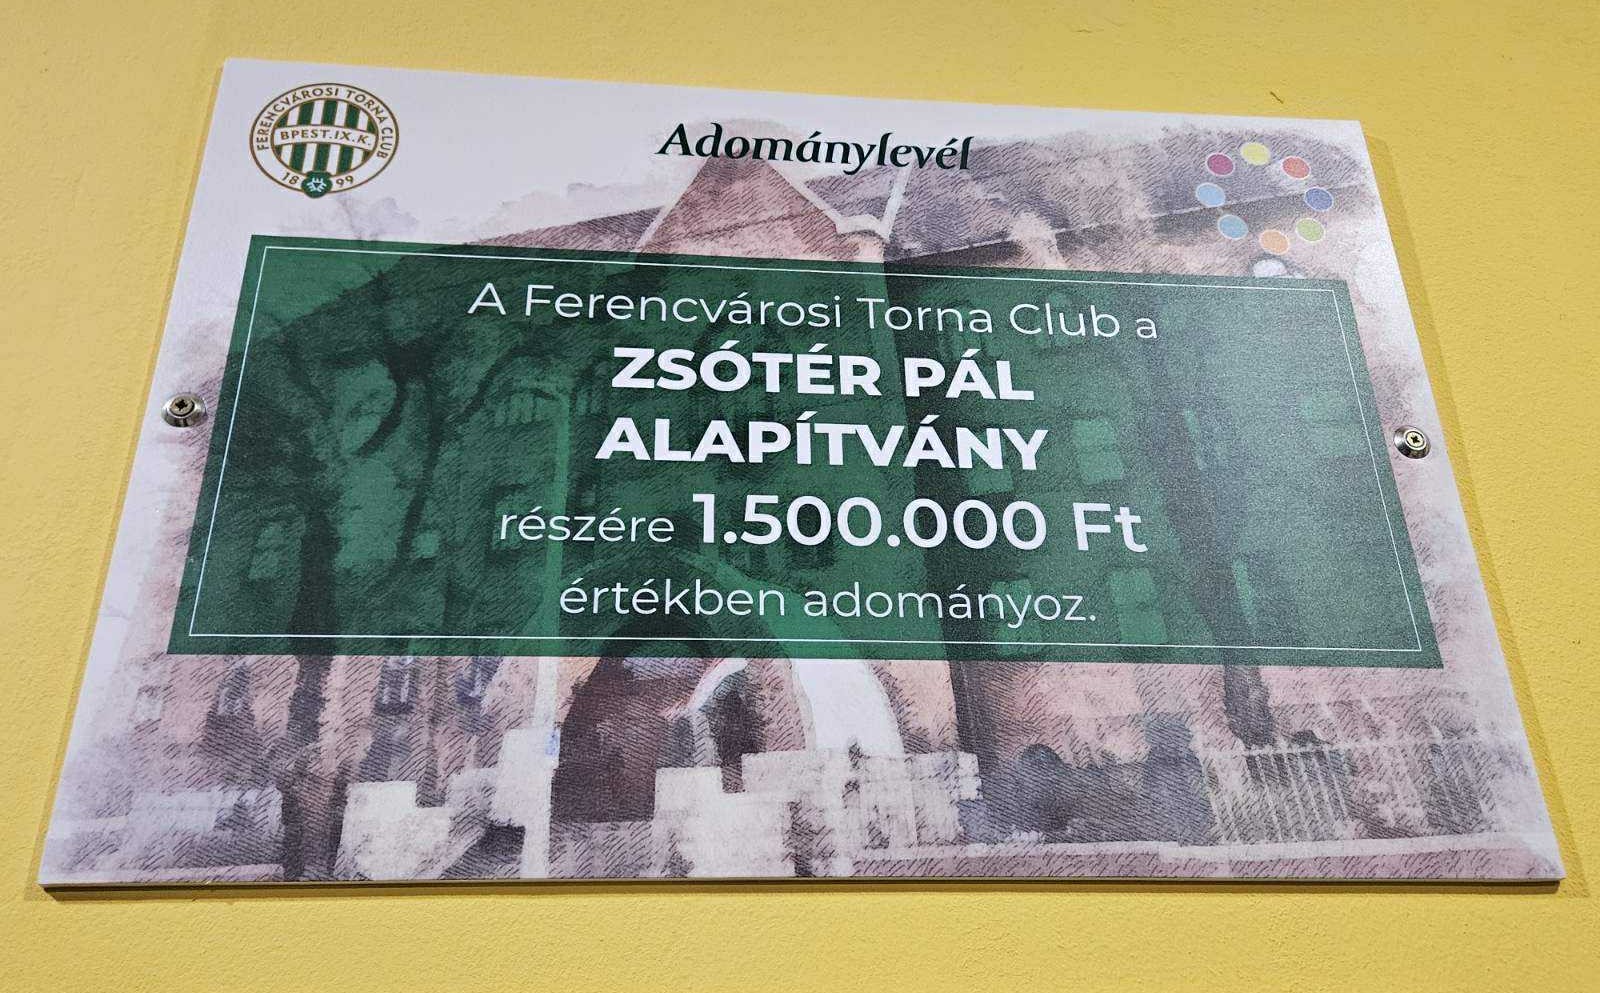 FERENCVÁROSI TORNA CLUB
BPEST.IX.K.
18 99
Adománylevél
A Ferencvárosi Torna Club a
ZSÓTÉR PÁL
ALAPÍTVÁNY
részére 1.500.000 Ft
értékben adományoz.